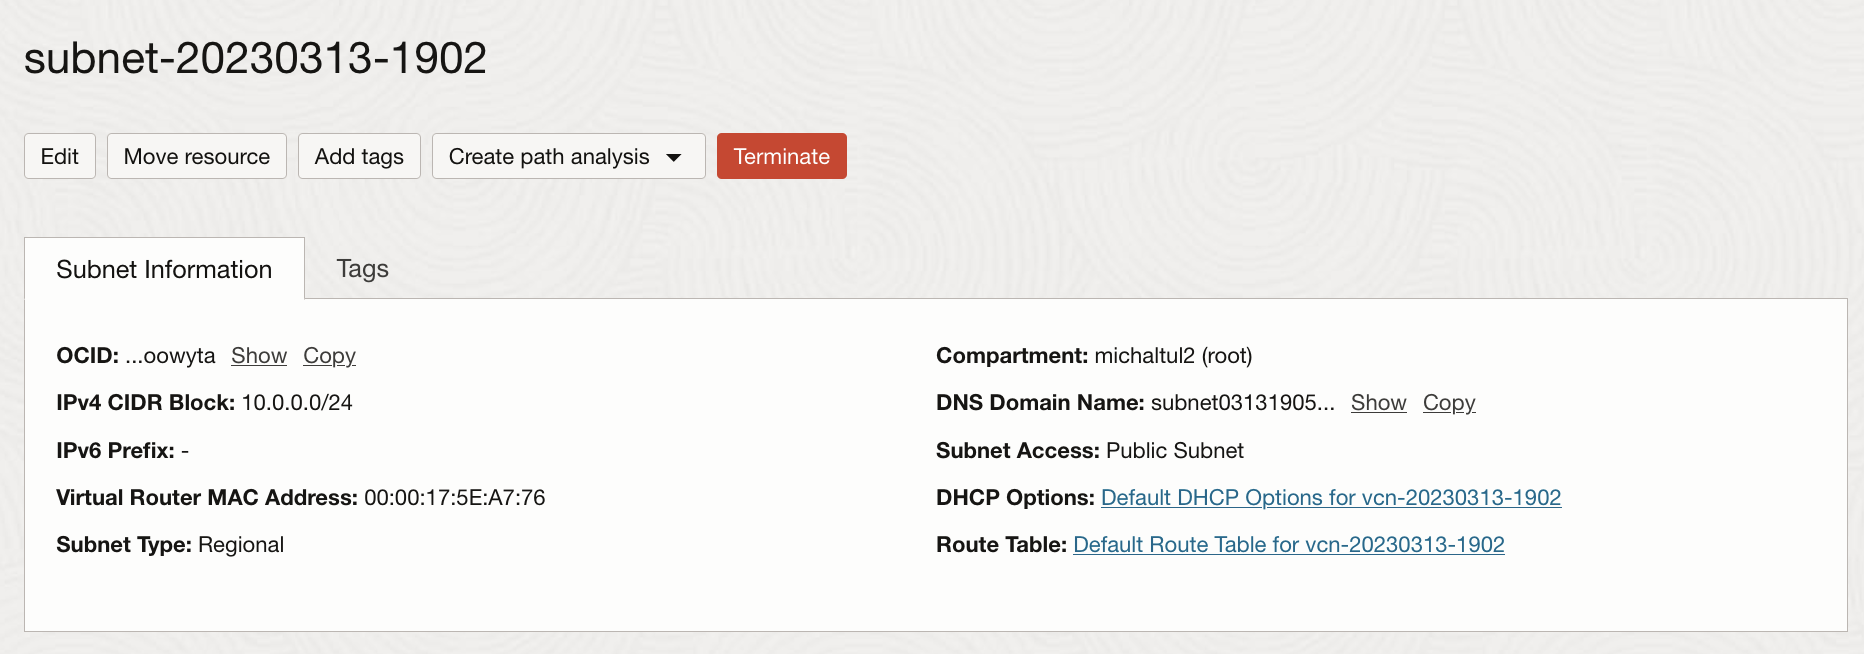 subnet-20230313-1902
Edit Move resource Add tags Create path analysis Terminate
Subnet Information Tags
OCID: ...oowyta Show Copy
IPv4 CIDR Block: 10.0.0.0/24
IPv6 Prefix: -
Virtual Router MAC Address: 00:00:17:5E:A7:76
Subnet Type: Regional
Compartment: michaltul2 (root)
DNS Domain Name: subnet03131905... Show Copy
Subnet Access: Public Subnet
DHCP Options: Default DHCP Options for vcn-20230313-1902
Route Table: Default Route Table for vcn-20230313-1902